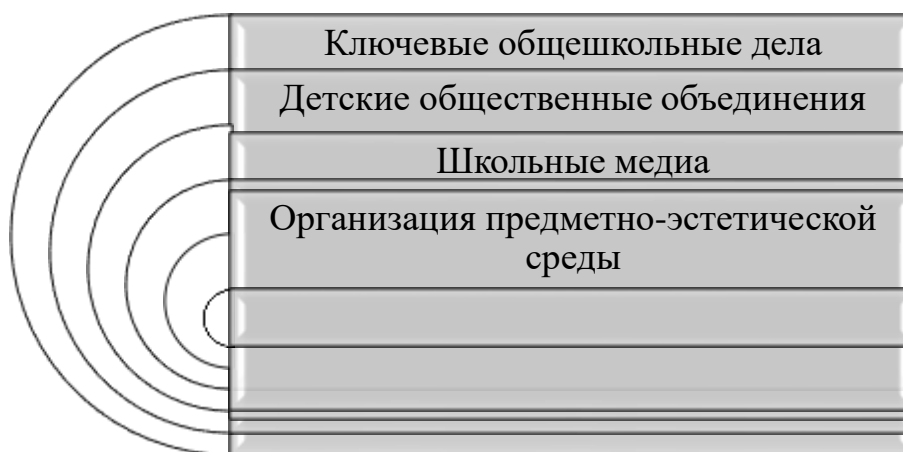 Ключевые общешкольные дела
Детские общественные объединения
Школьные медиа
Организация предметно-эстетической
среды